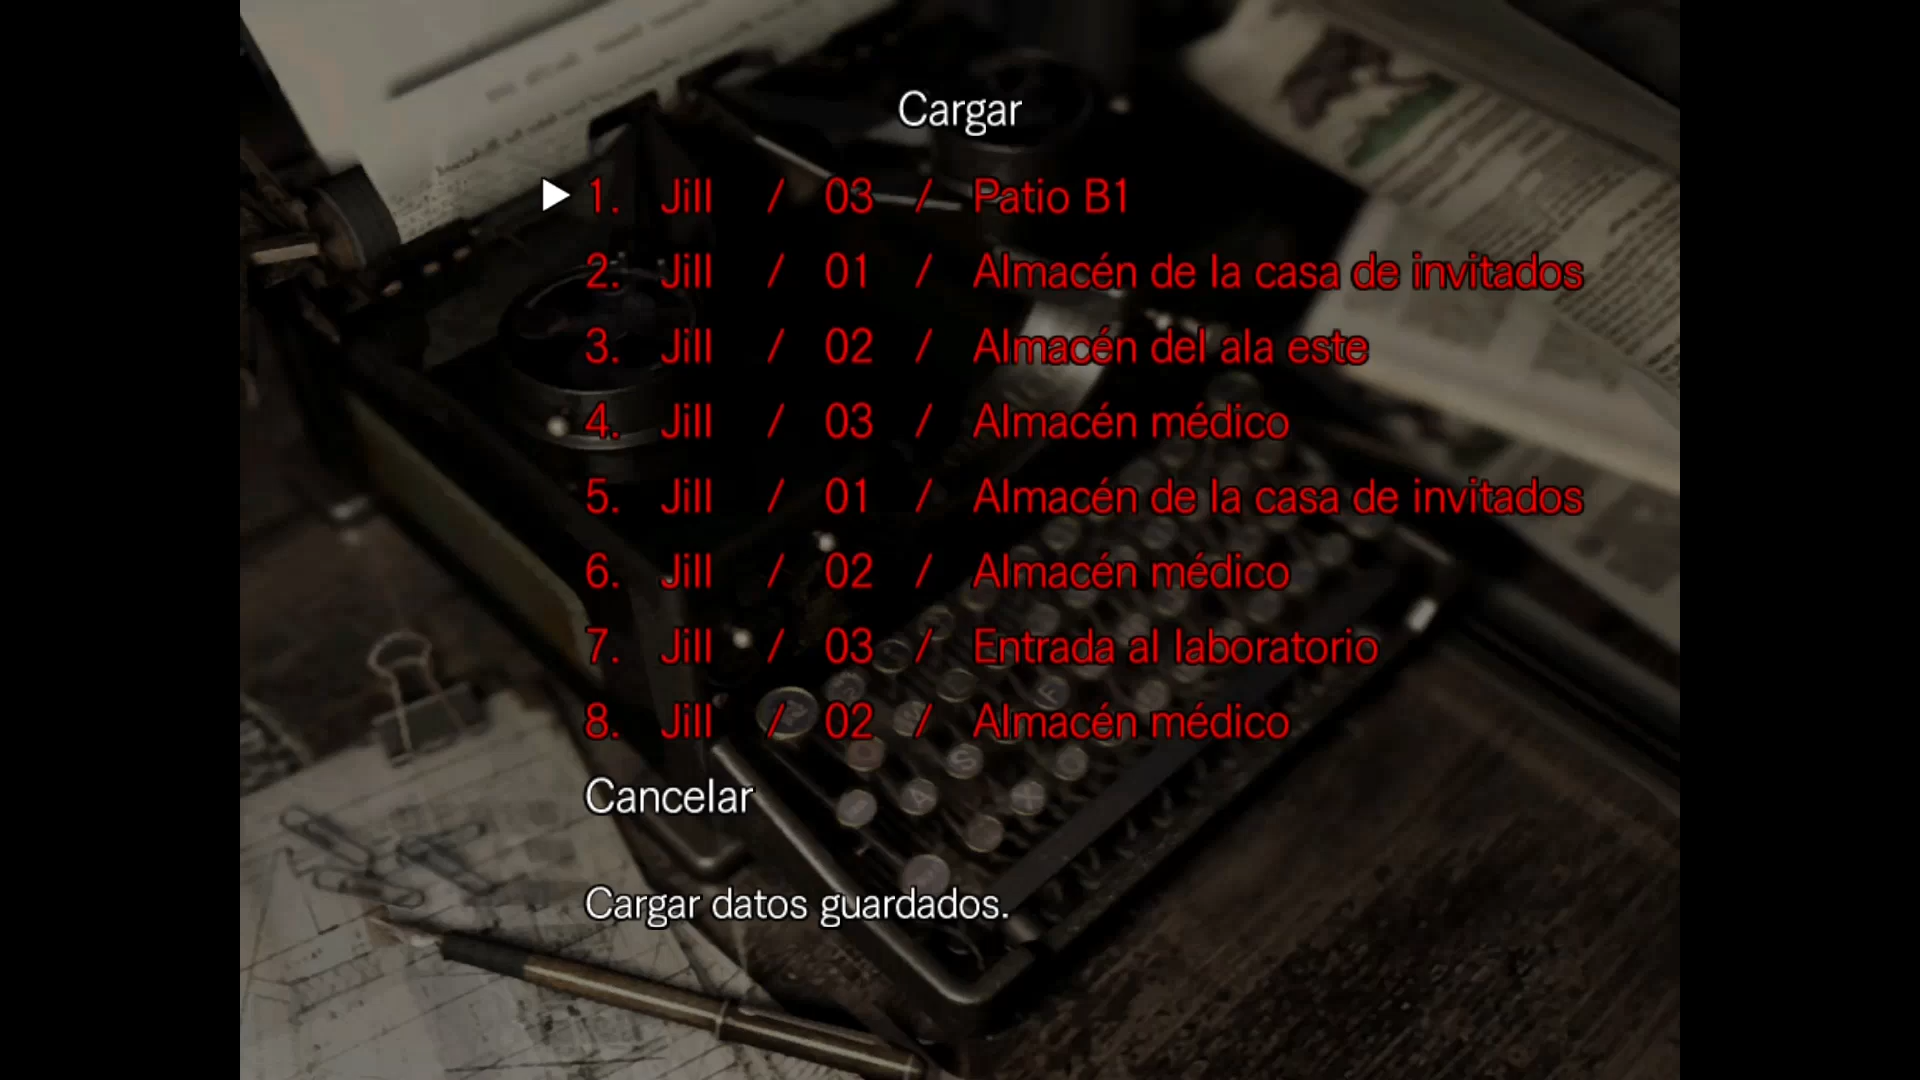 Cargar
1. Jill / 03 / Patio B1
2. Jill / 01 / Almacén de la casa de invitados
3. Jill / 02 / Almacén del ala este
4. Jill / 03 / Almacén médico
5. Jill / 01 / Almacén de la casa de invitados
6. Jill / 02 / Almacén médico
7. Jill / 03 / Entrada al laboratorio
8. Jill / 02 / Almacén médico
Cancelar
Cargar datos guardados.